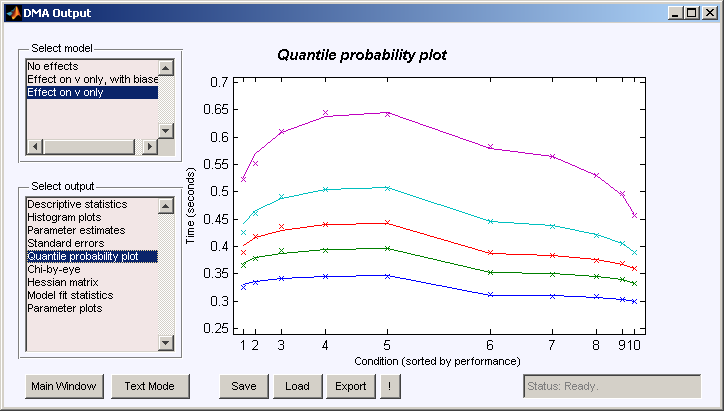 DMA Output
Select model
No effects
Effect on v only, with biase
Effect on v only
Select output
Descriptive statistics
Histogram plots
Parameter estimates
Standard errors
Quantile probability plot
Chi-by-eye
Hessian matrix
Model fit statistics
Parameter plots
Quantile probability plot
Time (seconds)
0.7
0.65
0.6
0.55
0.5
0.45
0.4
0.35
0.3
0.25
1 2 3 4 5 6 7 8 9 10
Condition (sorted by performance)
Main Window
Text Mode
Save
Load
Export
!
Status: Ready.